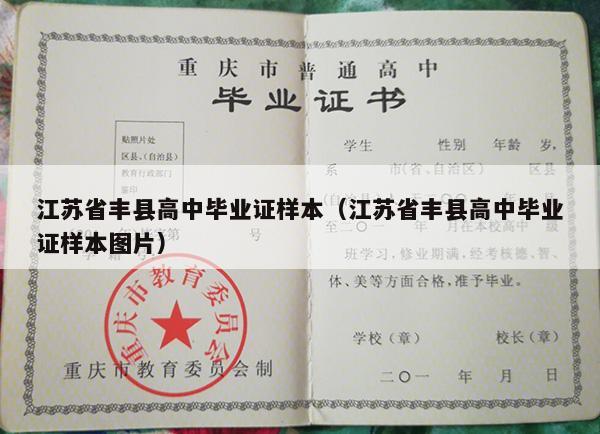 重庆市普通高中
毕业证书
贴照片处
区县、(自治县)
教育行政部门
钢印
学生 性别 年龄 岁，
系 市(省、自治区) 区县
江苏省丰县高中毕业证样本（江苏省丰县高中毕业
证样本图片）
号
至二〇一 年 月在本校高中 级
班学习，修业期满，经考核德、智、
体、美等方面合格，准予毕业。
重庆市教育委员会
重庆市教育委员会制
学校（章） 校长（章）
二〇一 年 月 日